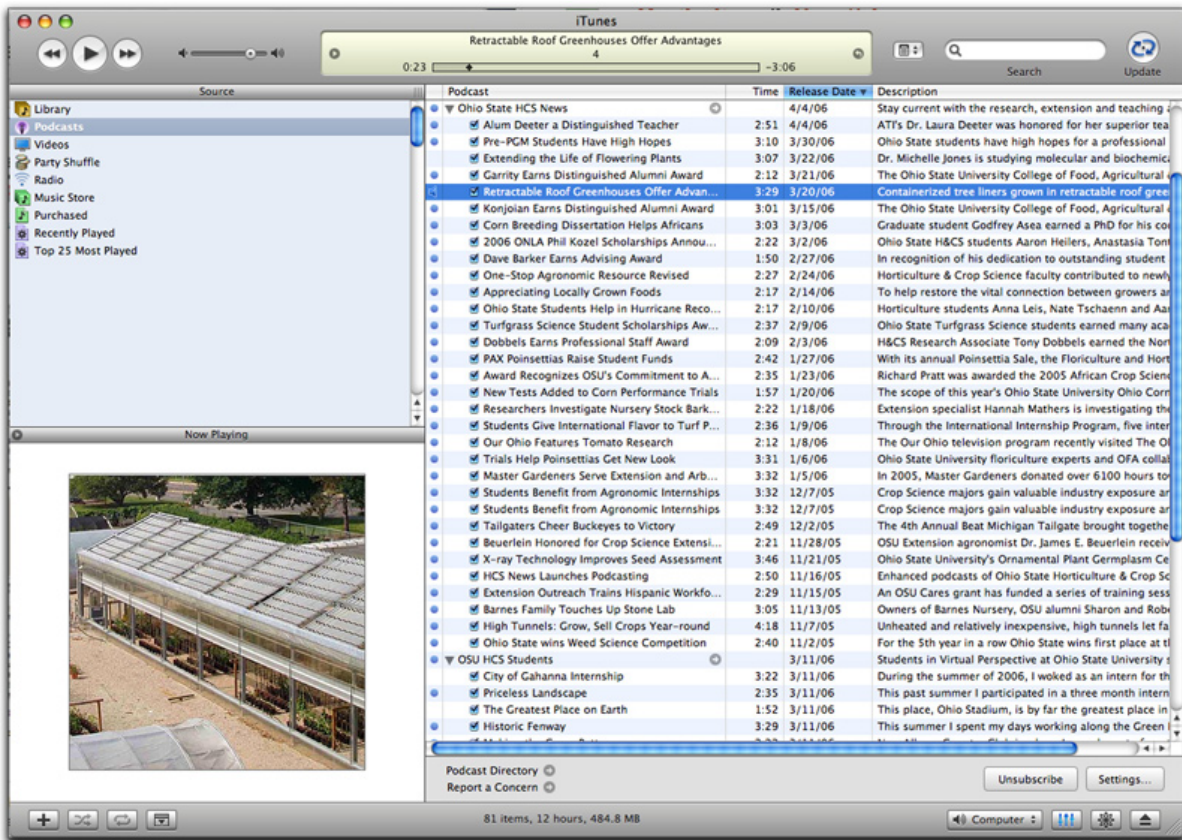 iTunes
Retractable Roof Greenhouses Offer Advantages
4
0:23 -3:06
Search
Update
Source
Library
Podcasts
Videos
Party Shuffle
Radio
Music Store
Purchased
Recently Played
Top 25 Most Played
Now Playing
Podcast Time Release Date Description
Ohio State HCS News 4/4/06 Stay current with the research, extension and teaching
Alum Deeter a Distinguished Teacher 2:51 4/4/06 ATI's Dr. Laura Deeter was honored for her superior tea
Pre-PGM Students Have High Hopes 3:10 3/30/06 Ohio State students have high hopes for a professional
Extending the Life of Flowering Plants 3:07 3/22/06 Dr. Michelle Jones is studying molecular and biochemica
Garrity Earns Distinguished Alumni Award 2:12 3/21/06 The Ohio State University College of Food, Agricultural
Retractable Roof Greenhouses Offer Advan... 3:29 3/20/06 Containerized tree liners grown in retractable roof gree
Konjoian Earns Distinguished Alumni Award 3:01 3/15/06 The Ohio State University College of Food, Agricultural
Corn Breeding Dissertation Helps Africans 3:03 3/3/06 Graduate student Godfrey Asea earned a PhD for his co
2006 ONLA Phil Kozel Scholarships Annou... 2:22 3/2/06 Ohio State H&CS students Aaron Heilers, Anastasia Ton
Dave Barker Earns Advising Award 1:50 2/27/06 In recognition of his dedication to outstanding student
One-Stop Agronomic Resource Revised 2:27 2/24/06 Horticulture & Crop Science faculty contributed to newly
Appreciating Locally Grown Foods 2:17 2/14/06 To help restore the vital connection between growers a
Ohio State Students Help in Hurricane Reco... 2:17 2/10/06 Horticulture students Anna Leis, Nate Tschaenn and Aa
Turfgrass Science Student Scholarships Aw... 2:37 2/9/06 Ohio State Turfgrass Science students earned many aca
Dobbels Earns Professional Staff Award 2:09 2/3/06 H&CS Research Associate Tony Dobbels earned the Nor
PAX Poinsettias Raise Student Funds 2:42 1/27/06 With its annual Poinsettia Sale, the Floriculture and Hort
Award Recognizes OSU's Commitment to A... 2:35 1/23/06 Richard Pratt was awarded the 2005 African Crop Scien
New Tests Added to Corn Performance Trials 1:57 1/20/06 The scope of this year's Ohio State University Ohio Corn
Researchers Investigate Nursery Stock Bark... 2:22 1/18/06 Extension specialist Hannah Mathers is investigating the
Students Give International Flavor to Turf P... 2:36 1/9/06 Through the International Internship Program, five inter
Our Ohio Features Tomato Research 2:12 1/8/06 The Our Ohio television program recently visited The O
Trials Help Poinsettias Get New Look 3:31 1/6/06 Ohio State University floriculture experts and OFA colla
Master Gardeners Serve Extension and Arb... 3:32 1/5/06 In 2005, Master Gardeners donated over 6100 hours to
Students Benefit from Agronomic Internships 3:32 12/7/05 Crop Science majors gain valuable industry exposure a
Students Benefit from Agronomic Internships 3:32 12/7/05 Crop Science majors gain valuable industry exposure a
Tailgaters Cheer Buckeyes to Victory 2:49 12/2/05 The 4th Annual Beat Michigan Tailgate brought togethe
Beuerlein Honored for Crop Science Extensi... 2:21 11/28/05 OSU Extension agronomist Dr. James E. Beuerlein receiv
X-ray Technology Improves Seed Assessment 3:46 11/21/05 Ohio State University's Ornamental Plant Germplasm Ce
HCS News Launches Podcasting 2:50 11/16/05 Enhanced podcasts of Ohio State Horticulture & Crop Sc
Extension Outreach Trains Hispanic Workfo... 2:29 11/15/05 An OSU Cares grant has funded a series of training sess
Barnes Family Touches Up Stone Lab 3:05 11/13/05 Owners of Barnes Nursery, OSU alumni Sharon and Robe
High Tunnels: Grow, Sell Crops Year-round 4:18 11/7/05 Unheated and relatively inexpensive, high tunnels let fa
Ohio State wins Weed Science Competition 2:40 11/2/05 For the 5th year in a row Ohio State wins first place at t
OSU HCS Students 3/11/06 Students in Virtual Perspective at Ohio State University
City of Gahanna Internship 3:22 3/11/06 During the summer of 2006, I woked as an intern for th
Priceless Landscape 2:35 3/11/06 This past summer I participated in a three month intern
The Greatest Place on Earth 1:52 3/11/06 This place, Ohio Stadium, is by far the greatest place in
Historic Fenway 3:29 3/11/06 This summer I spent my days working along the Green
Podcast Directory
Report a Concern
Unsubscribe Settings...
81 items, 12 hours, 484.8 MB
Computer